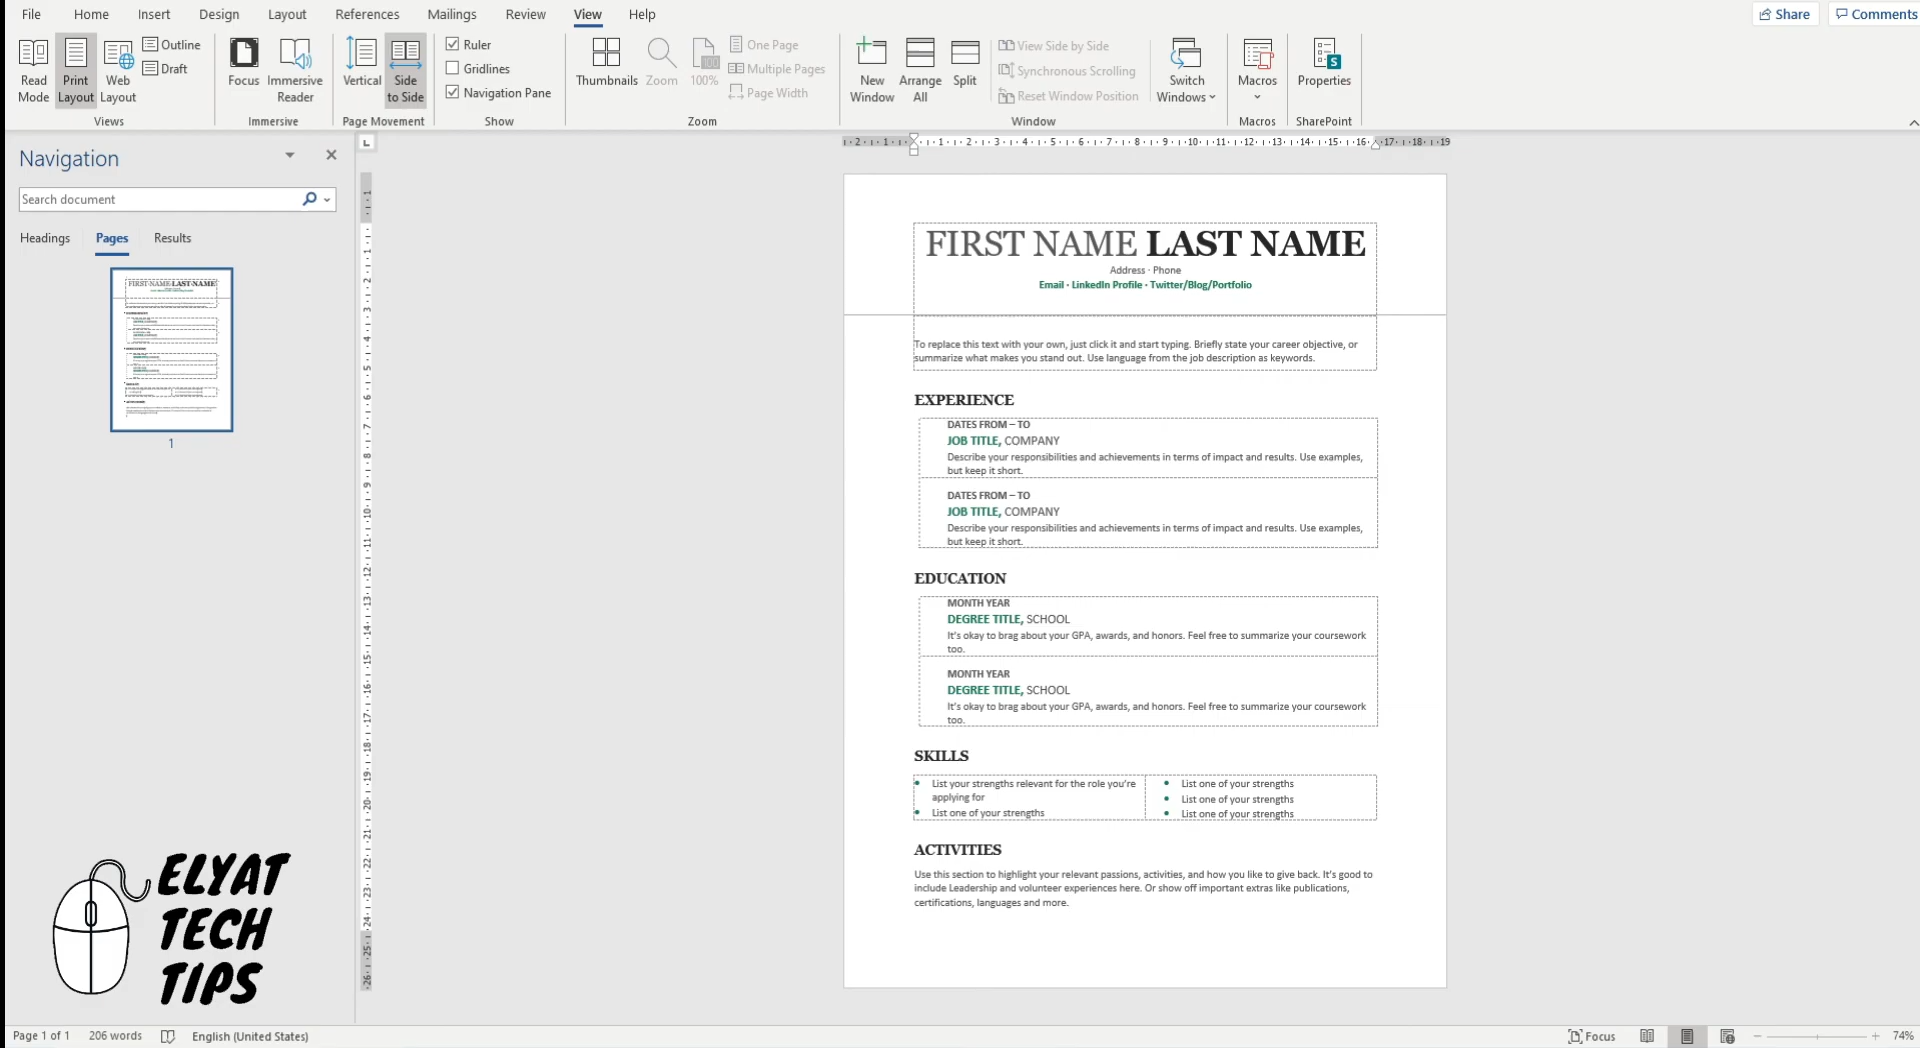 File Home Insert Design Layout References Mailings Review View Help Share Comments
Read Mode
Print Layout
Web Layout
Outline
Draft
Views
Focus
Immersive Reader
Immersive
Vertical
Side to Side
Page Movement
Ruler
Gridlines
Navigation Pane
Show
Thumbnails
Zoom
100%
One Page
Multiple Pages
Page Width
Zoom
New Window
Arrange All
Split
View Side by Side
Synchronous Scrolling
Reset Window Position
Window
Switch Windows
Macros
Macros
Properties
SharePoint
Navigation
Search document
Headings Pages Results
FIRST NAME LAST NAME
1
FIRST NAME LAST NAME
Address · Phone
Email · LinkedIn Profile · Twitter/Blog/Portfolio
To replace this text with your own, just click it and start typing. Briefly state your career objective, or
summarize what makes you stand out. Use language from the job description as keywords.
EXPERIENCE
DATES FROM – TO
JOB TITLE, COMPANY
Describe your responsibilities and achievements in terms of impact and results. Use examples,
but keep it short.
DATES FROM – TO
JOB TITLE, COMPANY
Describe your responsibilities and achievements in terms of impact and results. Use examples,
but keep it short.
EDUCATION
MONTH YEAR
DEGREE TITLE, SCHOOL
It's okay to brag about your GPA, awards, and honors. Feel free to summarize your coursework
too.
MONTH YEAR
DEGREE TITLE, SCHOOL
It's okay to brag about your GPA, awards, and honors. Feel free to summarize your coursework
too.
SKILLS
• List your strengths relevant for the role you're
applying for
• List one of your strengths
• List one of your strengths
• List one of your strengths
• List one of your strengths
ACTIVITIES
Use this section to highlight your relevant passions, activities, and how you like to give back. It's good to
include Leadership and volunteer experiences here. Or show off important extras like publications,
certifications, languages and more.
ELYAT
TECH
TIPS
Page 1 of 1 206 words English (United States) Focus 74%